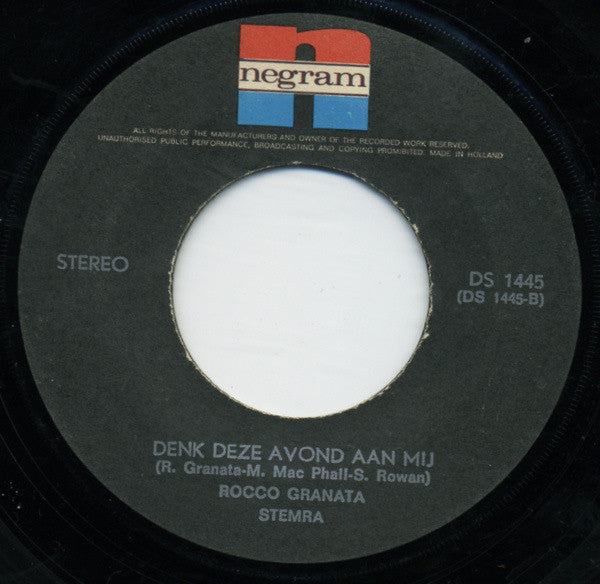 negram
ALL RIGHTS OF THE MANUFACTURERS AND OWNER OF THE RECORDED WORK RESERVED.
UNAUTHORISED PUBLIC PERFORMANCE, BROADCASTING AND COPYING PROHIBITED. MADE IN HOLLAND
STEREO
DS 1445
(DS 1445-B)
DENK DEZE AVOND AAN MIJ
(R. Granata-M. Mac Phail-S. Rowan)
ROCCO GRANATA
STEMRA